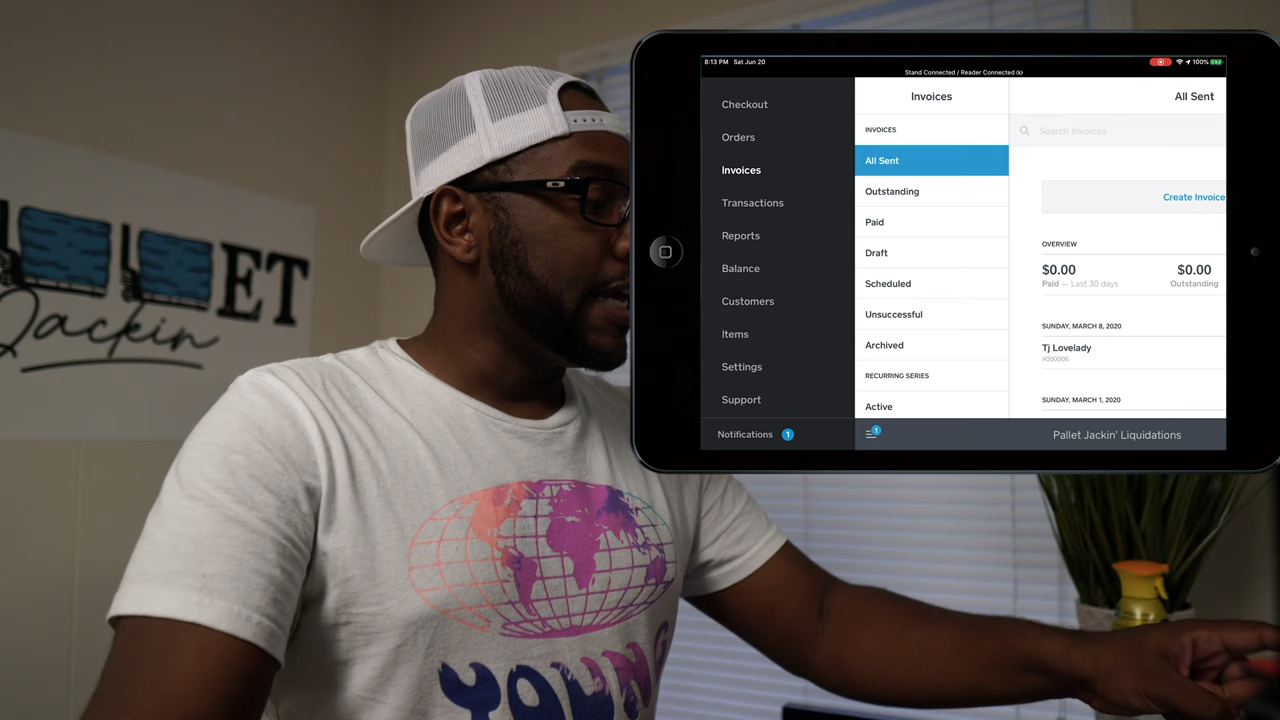 ET
Jackin
YOUNG
8:13 PM Sat Jun 20
100%
Stand Connected / Reader Connected
Checkout
Orders
Invoices
Transactions
Reports
Balance
Customers
Items
Settings
Support
Notifications 1
Invoices
INVOICES
All Sent
Outstanding
Paid
Draft
Scheduled
Unsuccessful
Archived
RECURRING SERIES
Active
1
All Sent
Search Invoices
Create Invoice
OVERVIEW
$0.00 $0.00
Paid — Last 30 days Outstanding
SUNDAY, MARCH 8, 2020
Tj Lovelady
#000006
SUNDAY, MARCH 1, 2020
Pallet Jackin' Liquidations